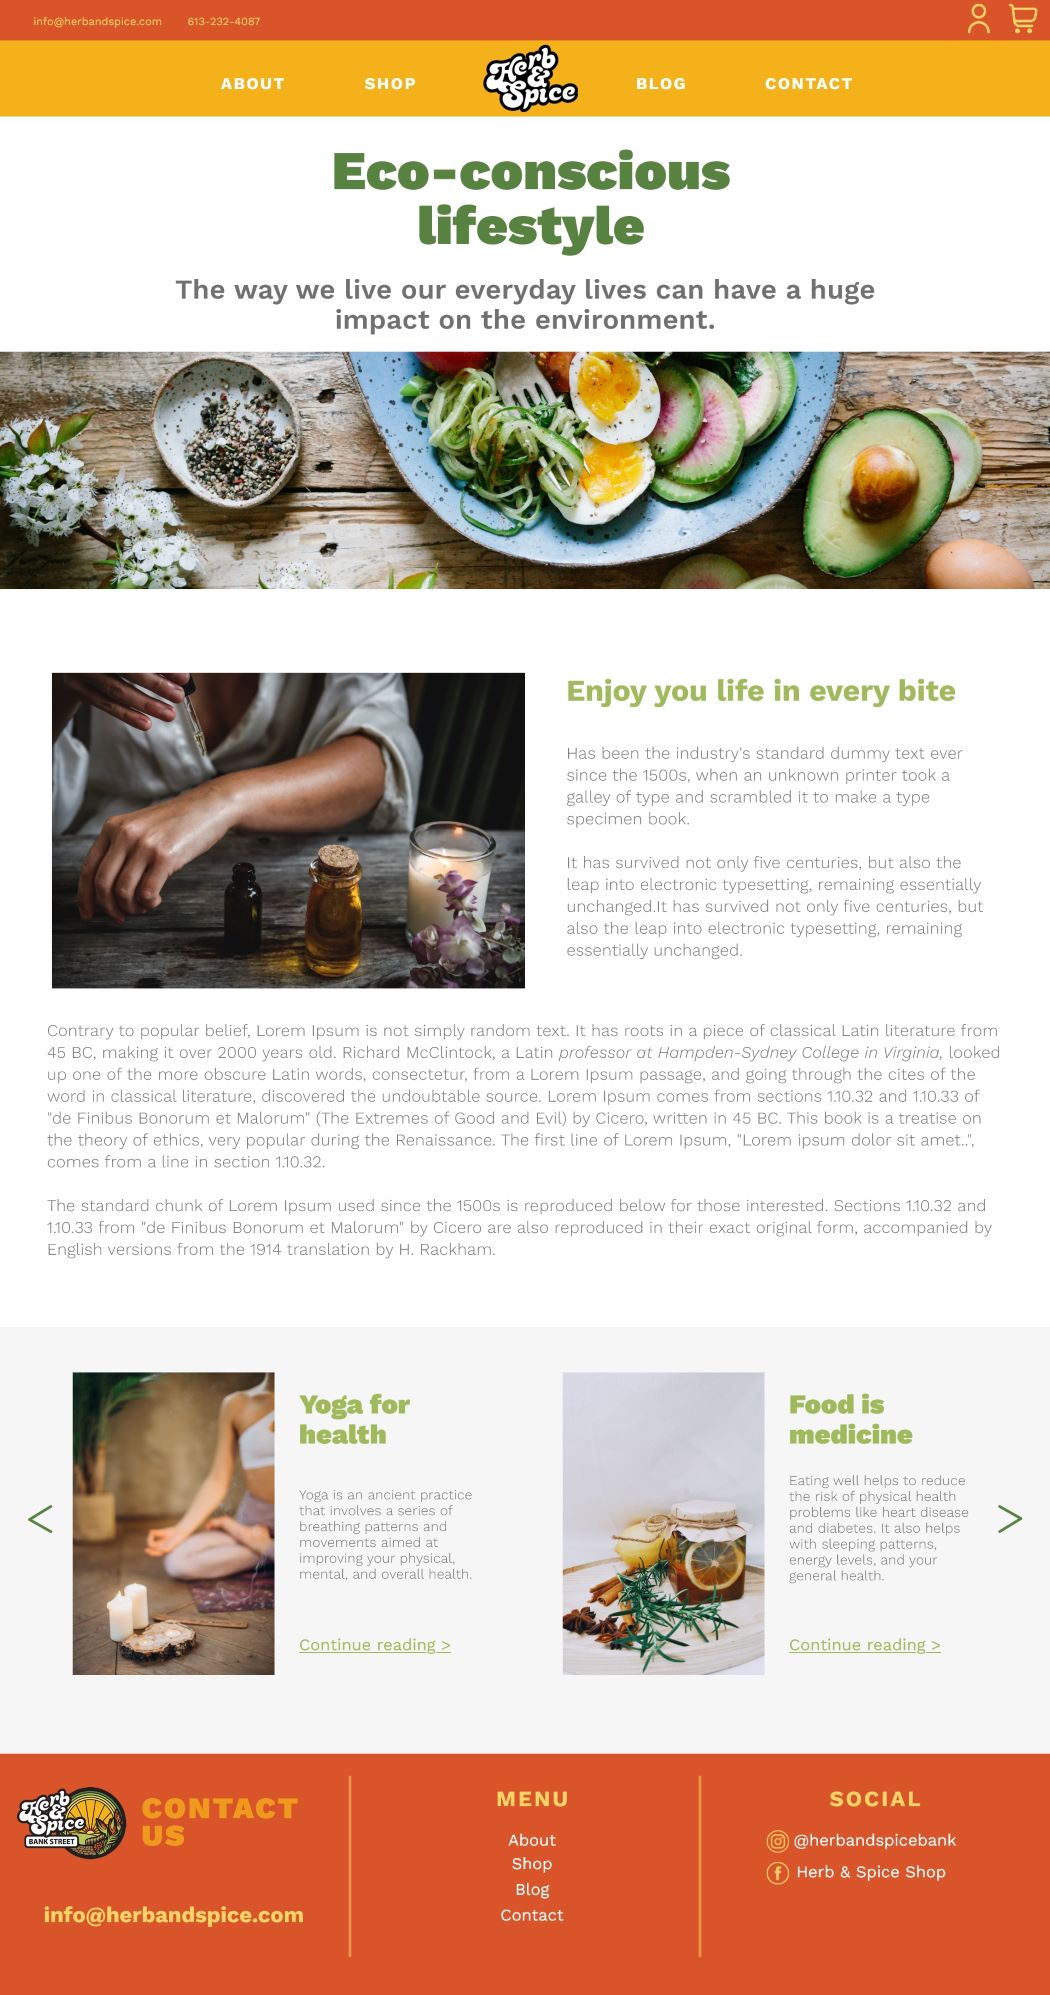 info@herbandspice.com 613-232-4087
ABOUT SHOP Herb & Spice BLOG CONTACT
Eco-conscious
lifestyle
The way we live our everyday lives can have a huge
impact on the environment.
Enjoy you life in every bite
Has been the industry's standard dummy text ever
since the 1500s, when an unknown printer took a
galley of type and scrambled it to make a type
specimen book.
It has survived not only five centuries, but also the
leap into electronic typesetting, remaining essentially
unchanged.It has survived not only five centuries, but
also the leap into electronic typesetting, remaining
essentially unchanged.
Contrary to popular belief, Lorem Ipsum is not simply random text. It has roots in a piece of classical Latin literature from
45 BC, making it over 2000 years old. Richard McClintock, a Latin professor at Hampden-Sydney College in Virginia, looked
up one of the more obscure Latin words, consectetur, from a Lorem Ipsum passage, and going through the cites of the
word in classical literature, discovered the undoubtable source. Lorem Ipsum comes from sections 1.10.32 and 1.10.33 of
"de Finibus Bonorum et Malorum" (The Extremes of Good and Evil) by Cicero, written in 45 BC. This book is a treatise on
the theory of ethics, very popular during the Renaissance. The first line of Lorem Ipsum, "Lorem ipsum dolor sit amet..",
comes from a line in section 1.10.32.
The standard chunk of Lorem Ipsum used since the 1500s is reproduced below for those interested. Sections 1.10.32 and
1.10.33 from "de Finibus Bonorum et Malorum" by Cicero are also reproduced in their exact original form, accompanied by
English versions from the 1914 translation by H. Rackham.
<
Yoga for
health
Yoga is an ancient practice
that involves a series of
breathing patterns and
movements aimed at
improving your physical,
mental, and overall health.
Continue reading >
Food is
medicine
Eating well helps to reduce
the risk of physical health
problems like heart disease
and diabetes. It also helps
with sleeping patterns,
energy levels, and your
general health.
Continue reading >
>
Herb
&
Spice
BANK STREET
CONTACT
US
info@herbandspice.com
MENU
About
Shop
Blog
Contact
SOCIAL
@herbandspicebank
Herb & Spice Shop